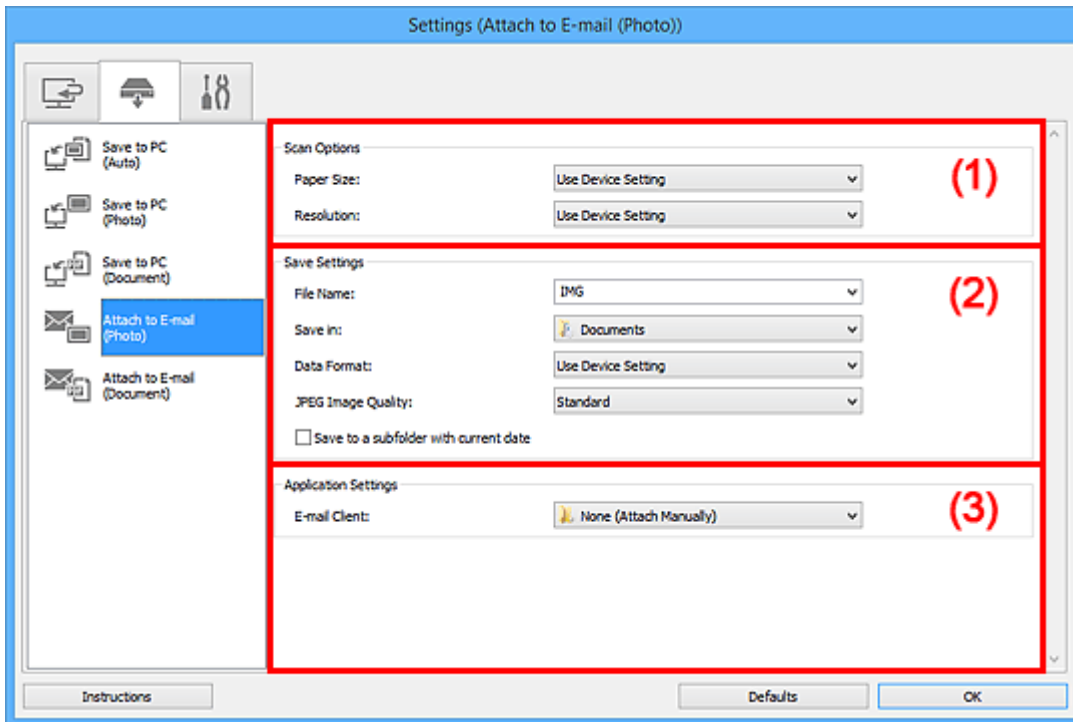 Settings (Attach to E-mail (Photo))
Save to PC
(Auto)
Save to PC
(Photo)
Save to PC
(Document)
Attach to E-mail
(Photo)
Attach to E-mail
(Document)
Scan Options
(1)
Paper Size: Use Device Setting
Resolution: Use Device Setting
Save Settings
(2)
File Name: IMG
Save in: Documents
Data Format: Use Device Setting
JPEG Image Quality: Standard
Save to a subfolder with current date
Application Settings
(3)
E-mail Client: None (Attach Manually)
Instructions
Defaults
OK